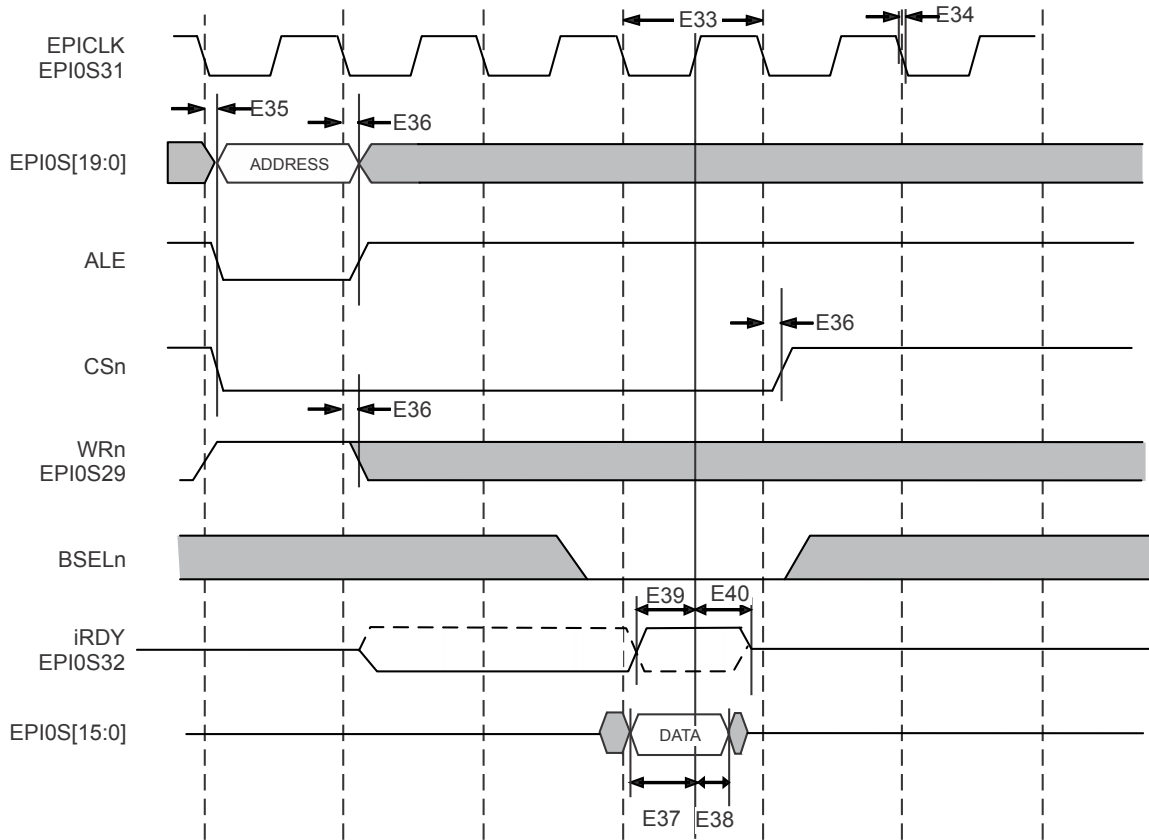 E33
E34
EPICLK
EPI0S31
E35
E36
EPI0S[19:0]
ADDRESS
ALE
E36
CSn
E36
WRn
EPI0S29
BSELn
E39
E40
iRDY
EPI0S32
EPI0S[15:0]
DATA
E37
E38